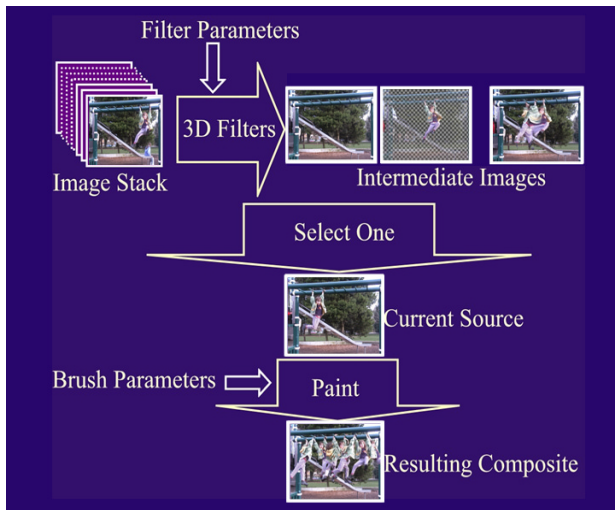 Filter Parameters
3D Filters
Image Stack
Intermediate Images
Select One
Current Source
Brush Parameters
Paint
Resulting Composite